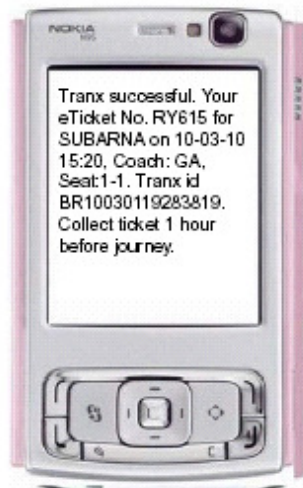 NOKIA
N95
Tranx successful. Your
eTicket No. RY615 for
SUBARNA on 10-03-10
15:20, Coach: GA,
Seat:1-1. Tranx id
BR10030119283819.
Collect ticket 1 hour
before journey.